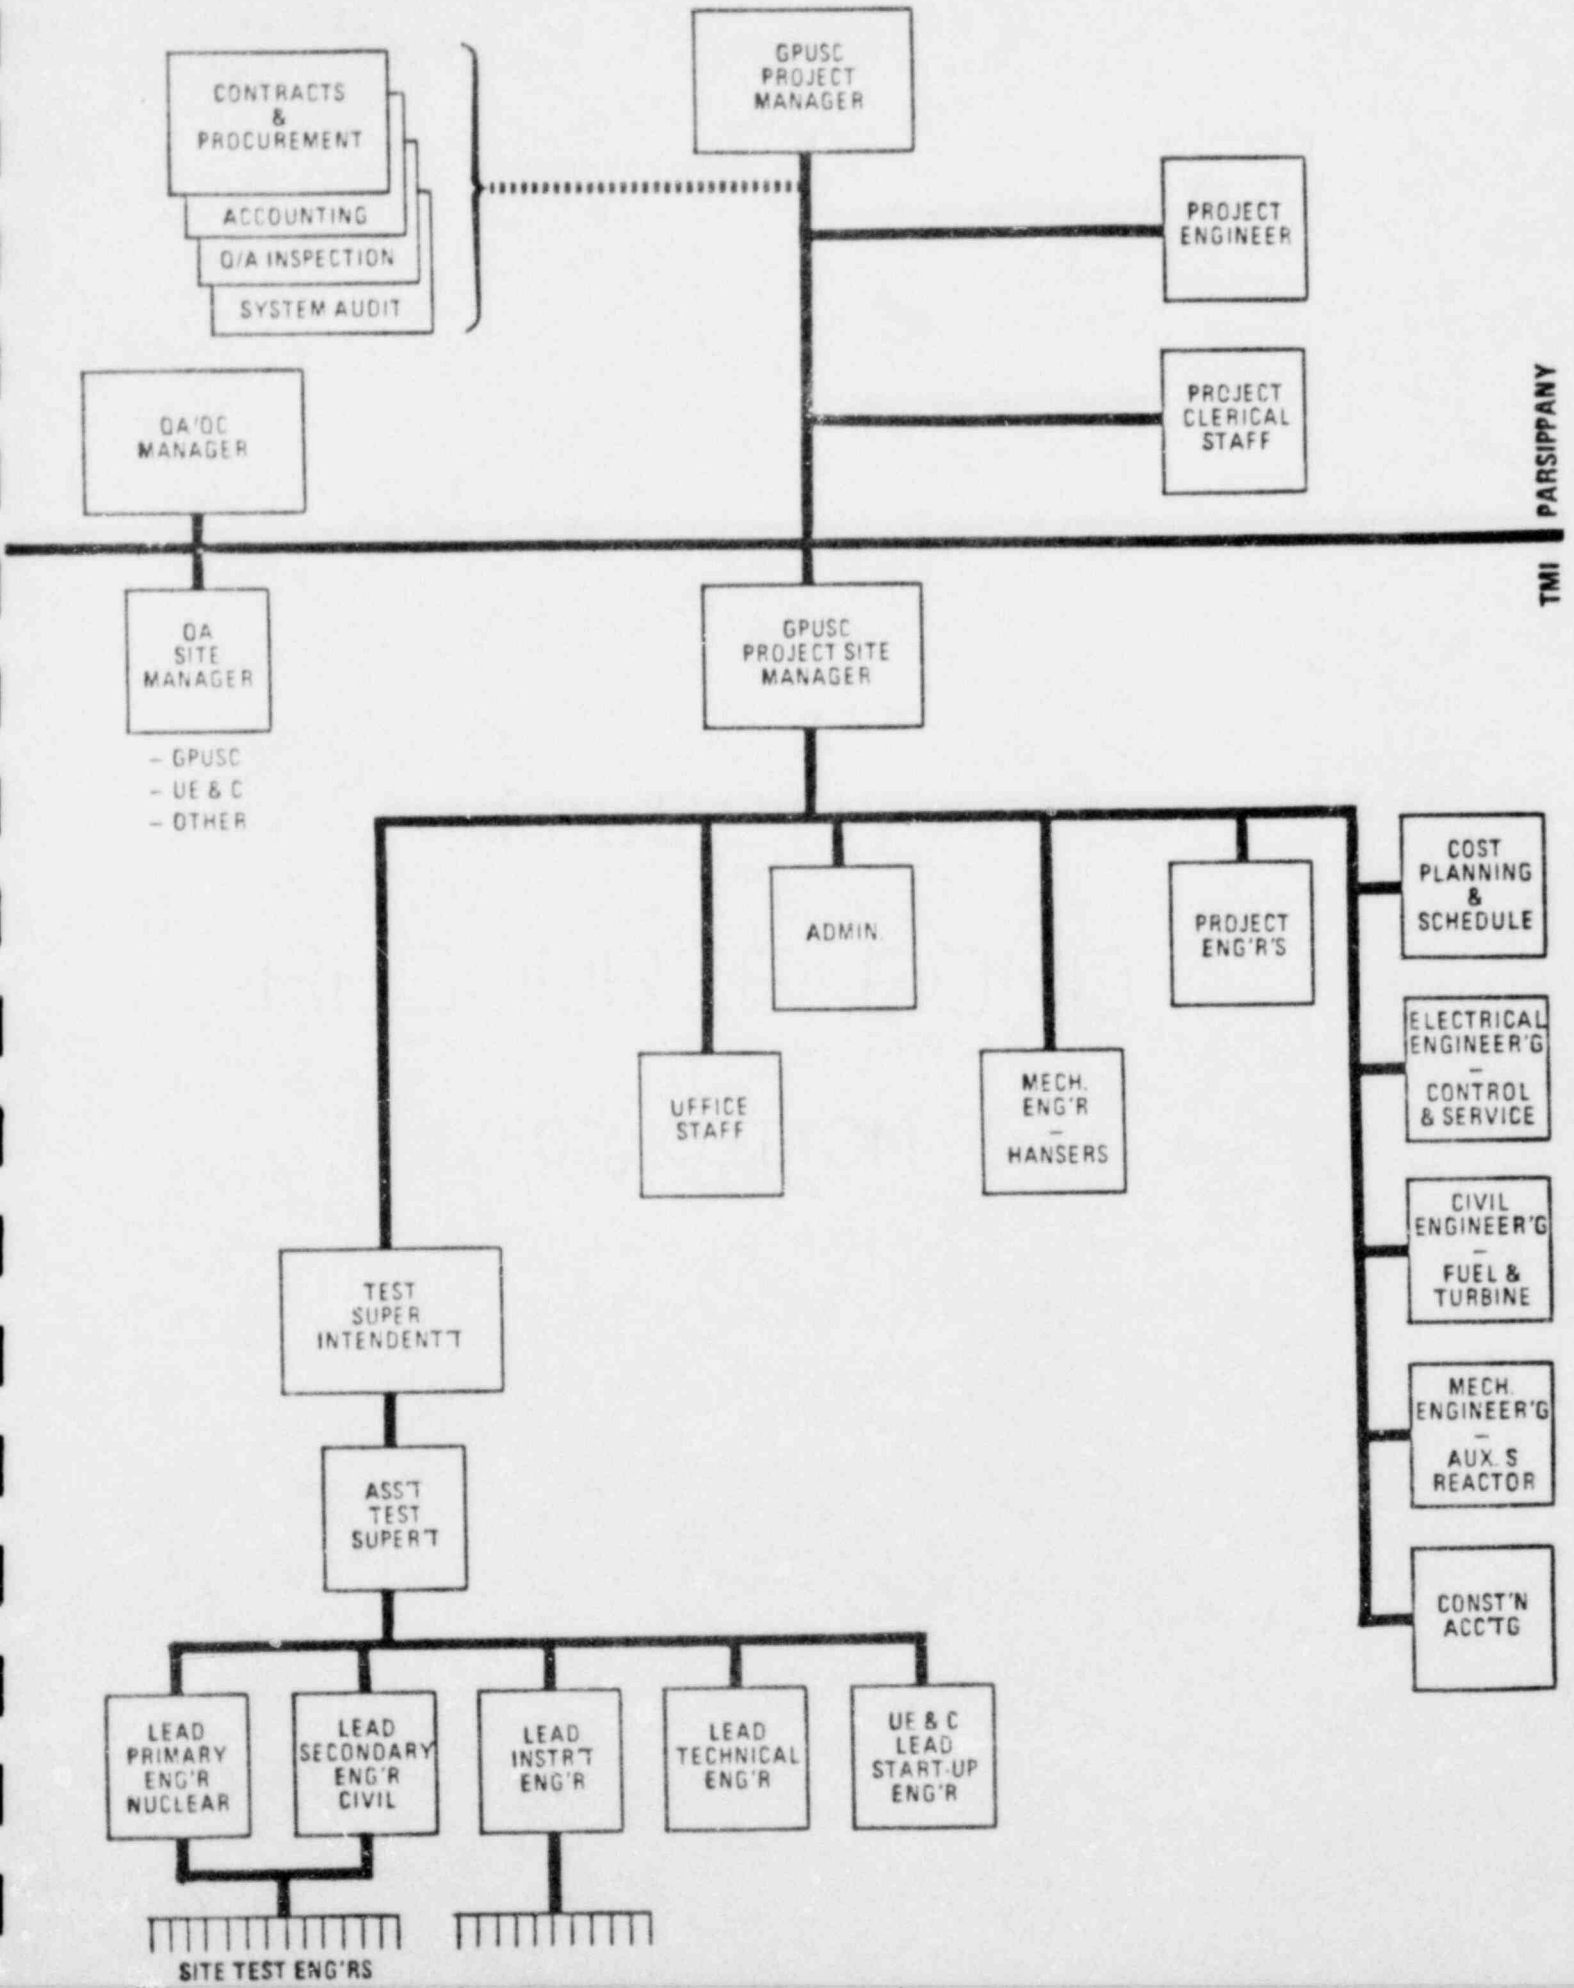 GPUSC
PROJECT
MANAGER
CONTRACTS
&
PROCUREMENT
ACCOUNTING
Q/A INSPECTION
SYSTEM AUDIT
PROJECT
ENGINEER
PROJECT
CLERICAL
STAFF
QA/QC
MANAGER
PARSIPPANY
TMI
QA
SITE
MANAGER
– GPUSC
– UE & C
– OTHER
GPUSC
PROJECT SITE
MANAGER
ADMIN.
PROJECT
ENG'R'S
COST
PLANNING
&
SCHEDULE
OFFICE
STAFF
MECH.
ENG'R
–
HANSERS
ELECTRICAL
ENGINEER'G
–
CONTROL
& SERVICE
CIVIL
ENGINEER'G
–
FUEL &
TURBINE
MECH.
ENGINEER'G
–
AUX. S
REACTOR
CONST'N
ACC'TG
TEST
SUPER
INTENDENT'T
ASS'T
TEST
SUPER'T
LEAD
PRIMARY
ENG'R
NUCLEAR
LEAD
SECONDARY
ENG'R
CIVIL
LEAD
INSTR'T
ENG'R
LEAD
TECHNICAL
ENG'R
UE & C
LEAD
START-UP
ENG'R
SITE TEST ENG'RS